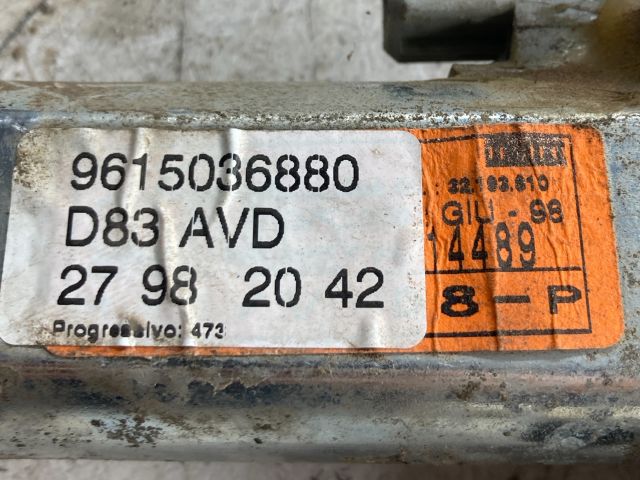 9615036880
D83 AVD
27 98 20 42
Progressivo: 473
GIU - 98
4489
8-P